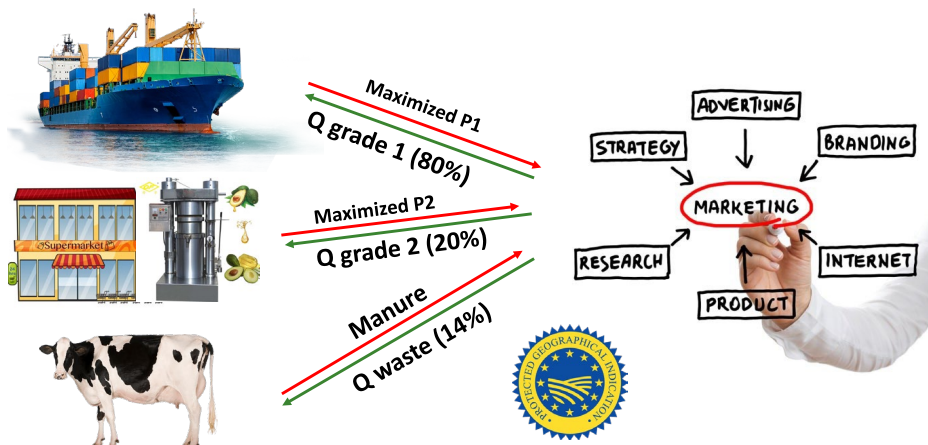 Maximized P1
Q grade 1 (80%)
Maximized P2
Q grade 2 (20%)
Manure
Q waste (14%)
Supermarket
ADVERTISING
STRATEGY
BRANDING
MARKETING
RESEARCH
INTERNET
PRODUCT
PROTECTED GEOGRAPHICAL INDICATION